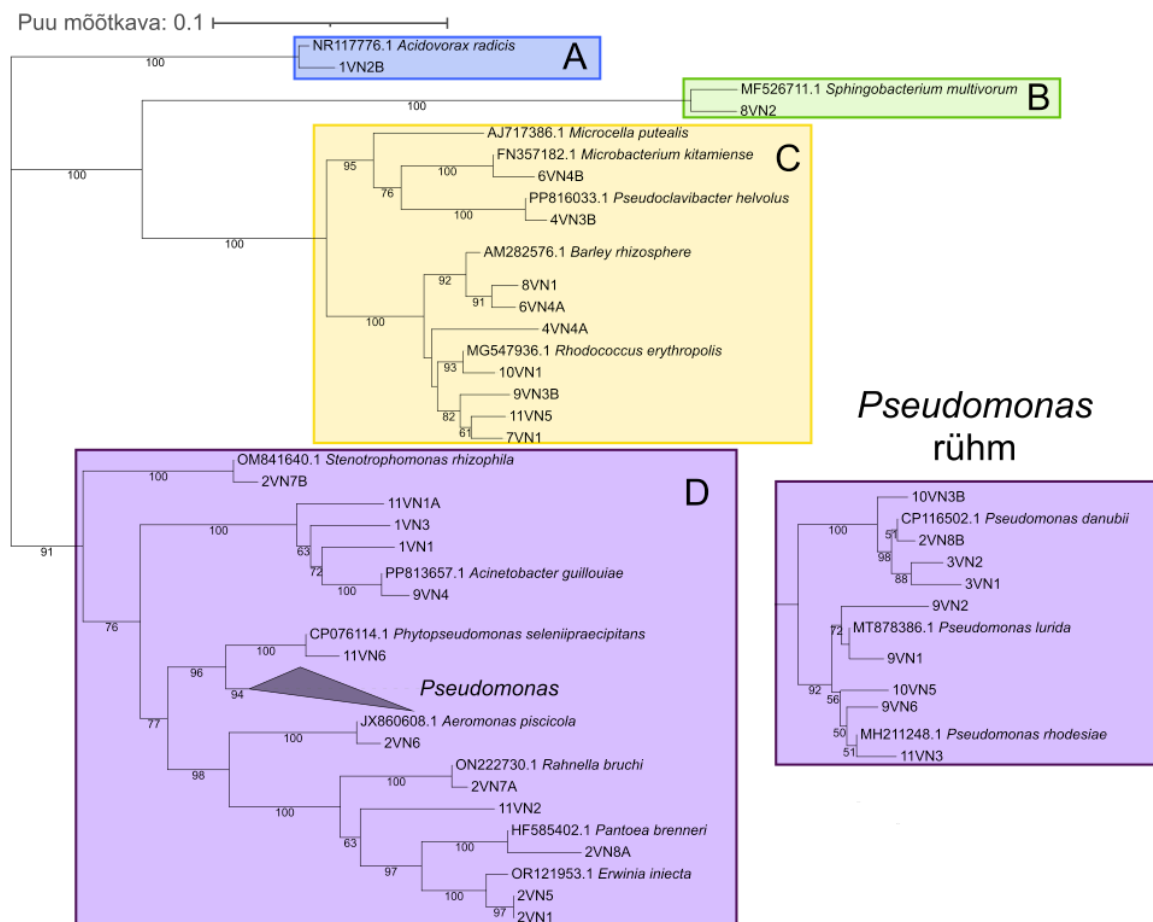 Puu mõõtkava: 0.1
NR117776.1 Acidovorax radicis
A
100
1VN2B
MF526711.1 Sphingobacterium multivorum
B
100
8VN2
AJ717386.1 Microcella putealis
C
FN357182.1 Microbacterium kitamiense
95
100
6VN4B
100
76
PP816033.1 Pseudoclavibacter helvolus
100
4VN3B
100
AM282576.1 Barley rhizosphere
92
8VN1
91
6VN4A
100
4VN4A
MG547936.1 Rhodococcus erythropolis
93
10VN1
9VN3B
82
11VN5
61
7VN1
Pseudomonas
rühm
OM841640.1 Stenotrophomonas rhizophila
100
2VN7B
D
11VN1A
100
1VN3
63
1VN1
91
72
PP813657.1 Acinetobacter guillouiae
100
9VN4
76
CP076114.1 Phytopseudomonas seleniipraecipitans
100
11VN6
96
94
Pseudomonas
77
JX860608.1 Aeromonas piscicola
100
2VN6
98
ON222730.1 Rahnella bruchi
100
2VN7A
100
11VN2
HF585402.1 Pantoea brenneri
63
100
2VN8A
97
OR121953.1 Erwinia iniecta
100
2VN5
97
2VN1
10VN3B
CP116502.1 Pseudomonas danubii
100
51
2VN8B
98
3VN2
88
3VN1
9VN2
72
MT878386.1 Pseudomonas lurida
9VN1
92
10VN5
56
9VN6
50
MH211248.1 Pseudomonas rhodesiae
51
11VN3